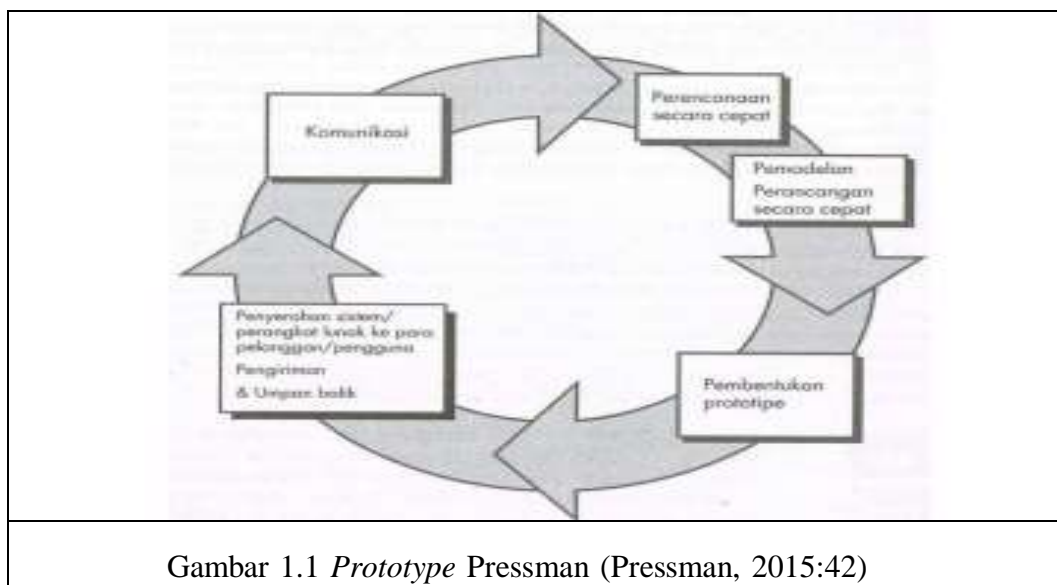 Komunikasi
Perencanaan
secara cepat
Pemodelan
Perancangan
secara cepat
Pembentukan
prototipe
Penyerahan sistem/
perangkat lunak ke para
pelanggan/pengguna
Pengiriman
& Umpan balik
Gambar 1.1 Prototype Pressman (Pressman, 2015:42)